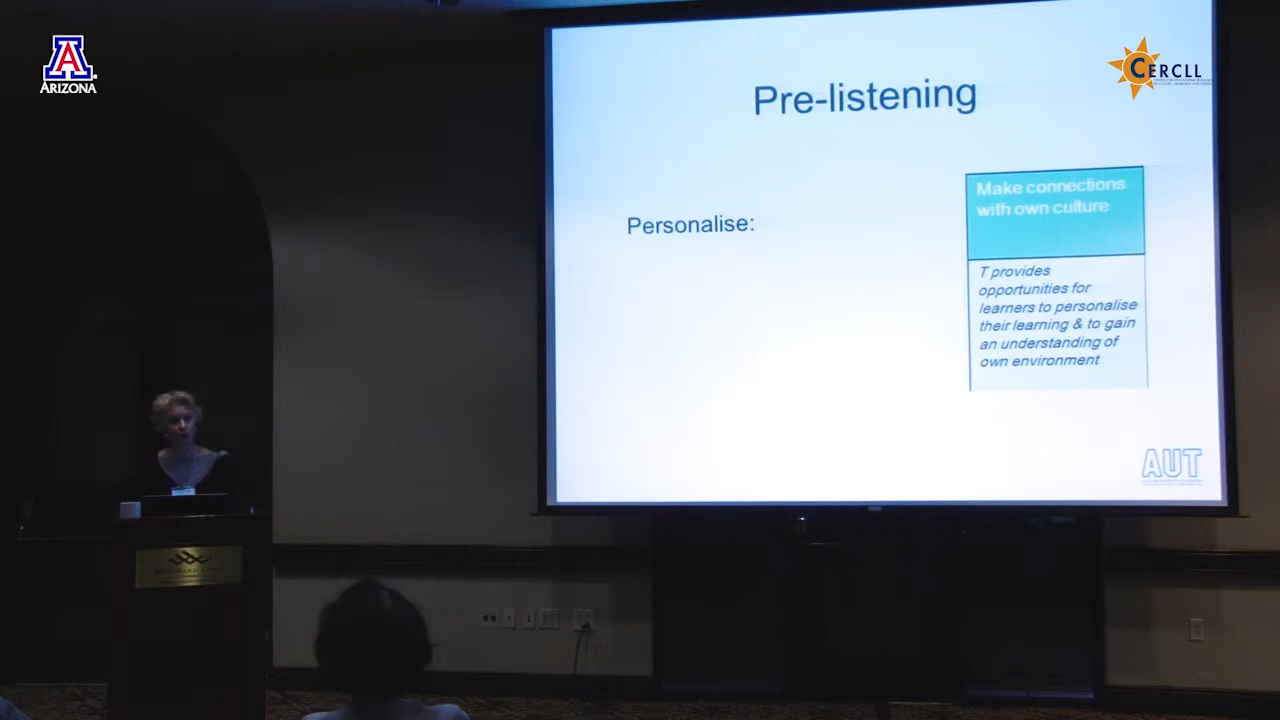 ARIZONA
CERCLL
Pre-listening
Make connections
with own culture
Personalise:
T provides
opportunities for
learners to personalise
their learning & to gain
an understanding of
own environment
AUT